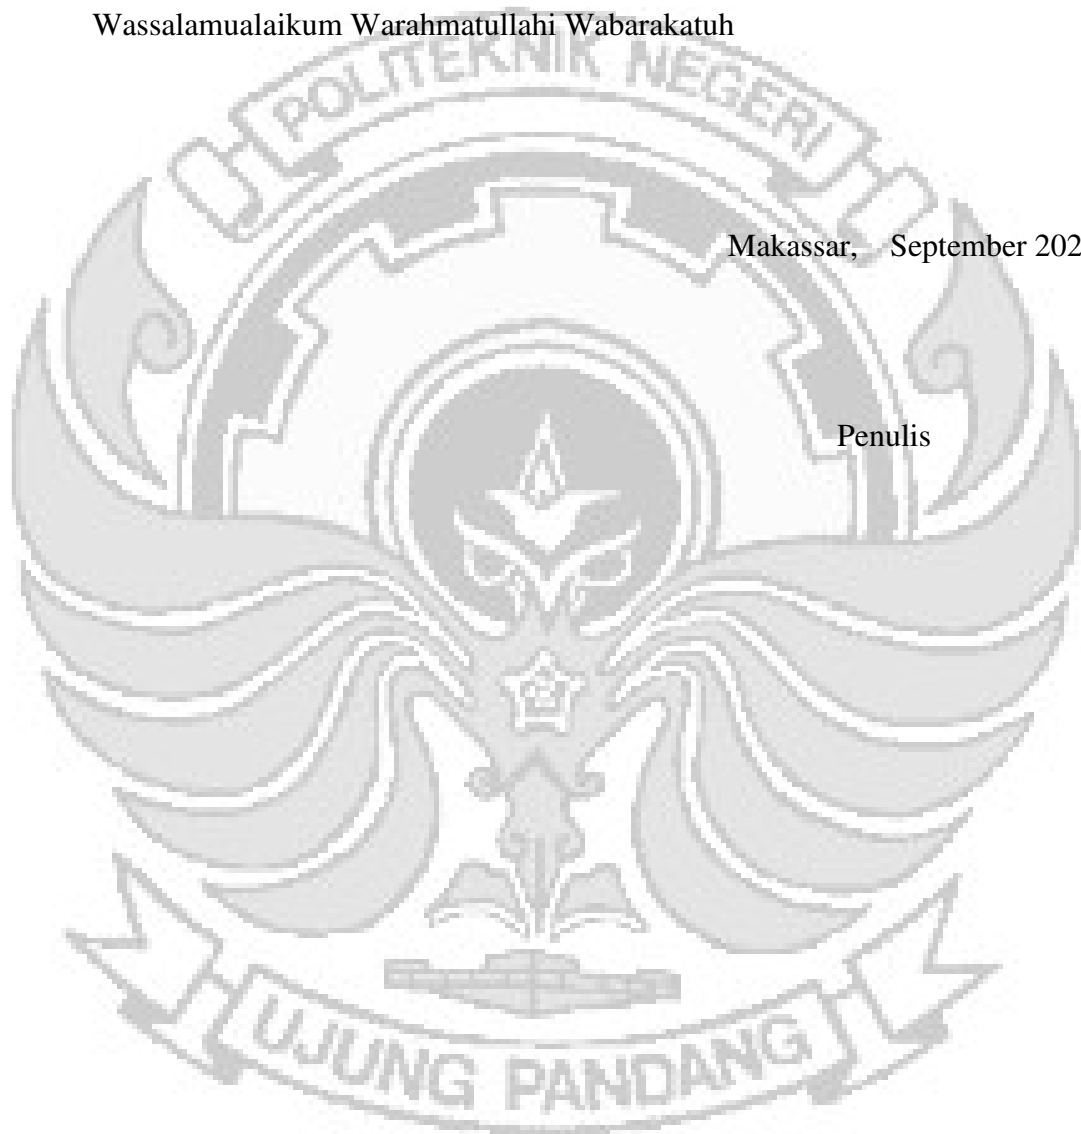 Wassalamualaikum Warahmatullahi Wabarakatuh
POLITEKNIK NEGERI
Makassar, September 202
Penulis
UJUNG PANDANG